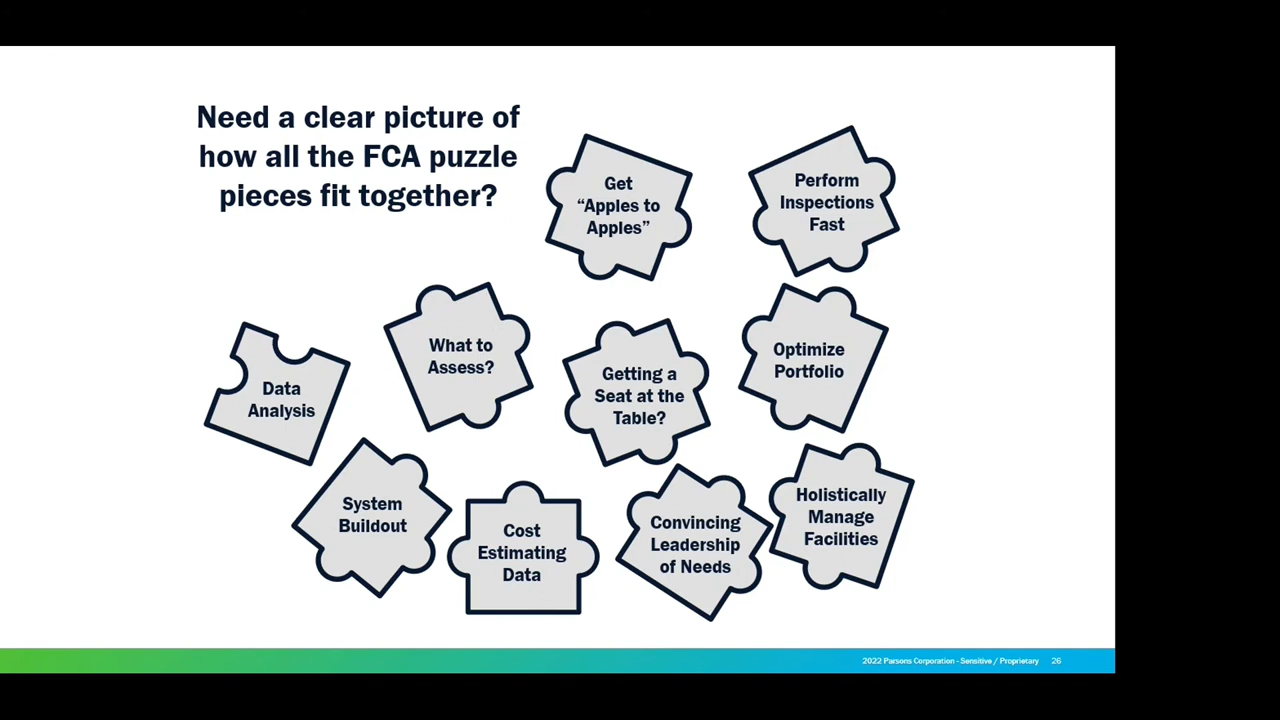 Need a clear picture of
how all the FCA puzzle
pieces fit together?
Get
“Apples to
Apples”
Perform
Inspections
Fast
What to
Assess?
Getting a
Seat at the
Table?
Optimize
Portfolio
Data
Analysis
System
Buildout
Cost
Estimating
Data
Convincing
Leadership
of Needs
Holistically
Manage
Facilities
2022 Parsons Corporation - Sensitive / Proprietary 26